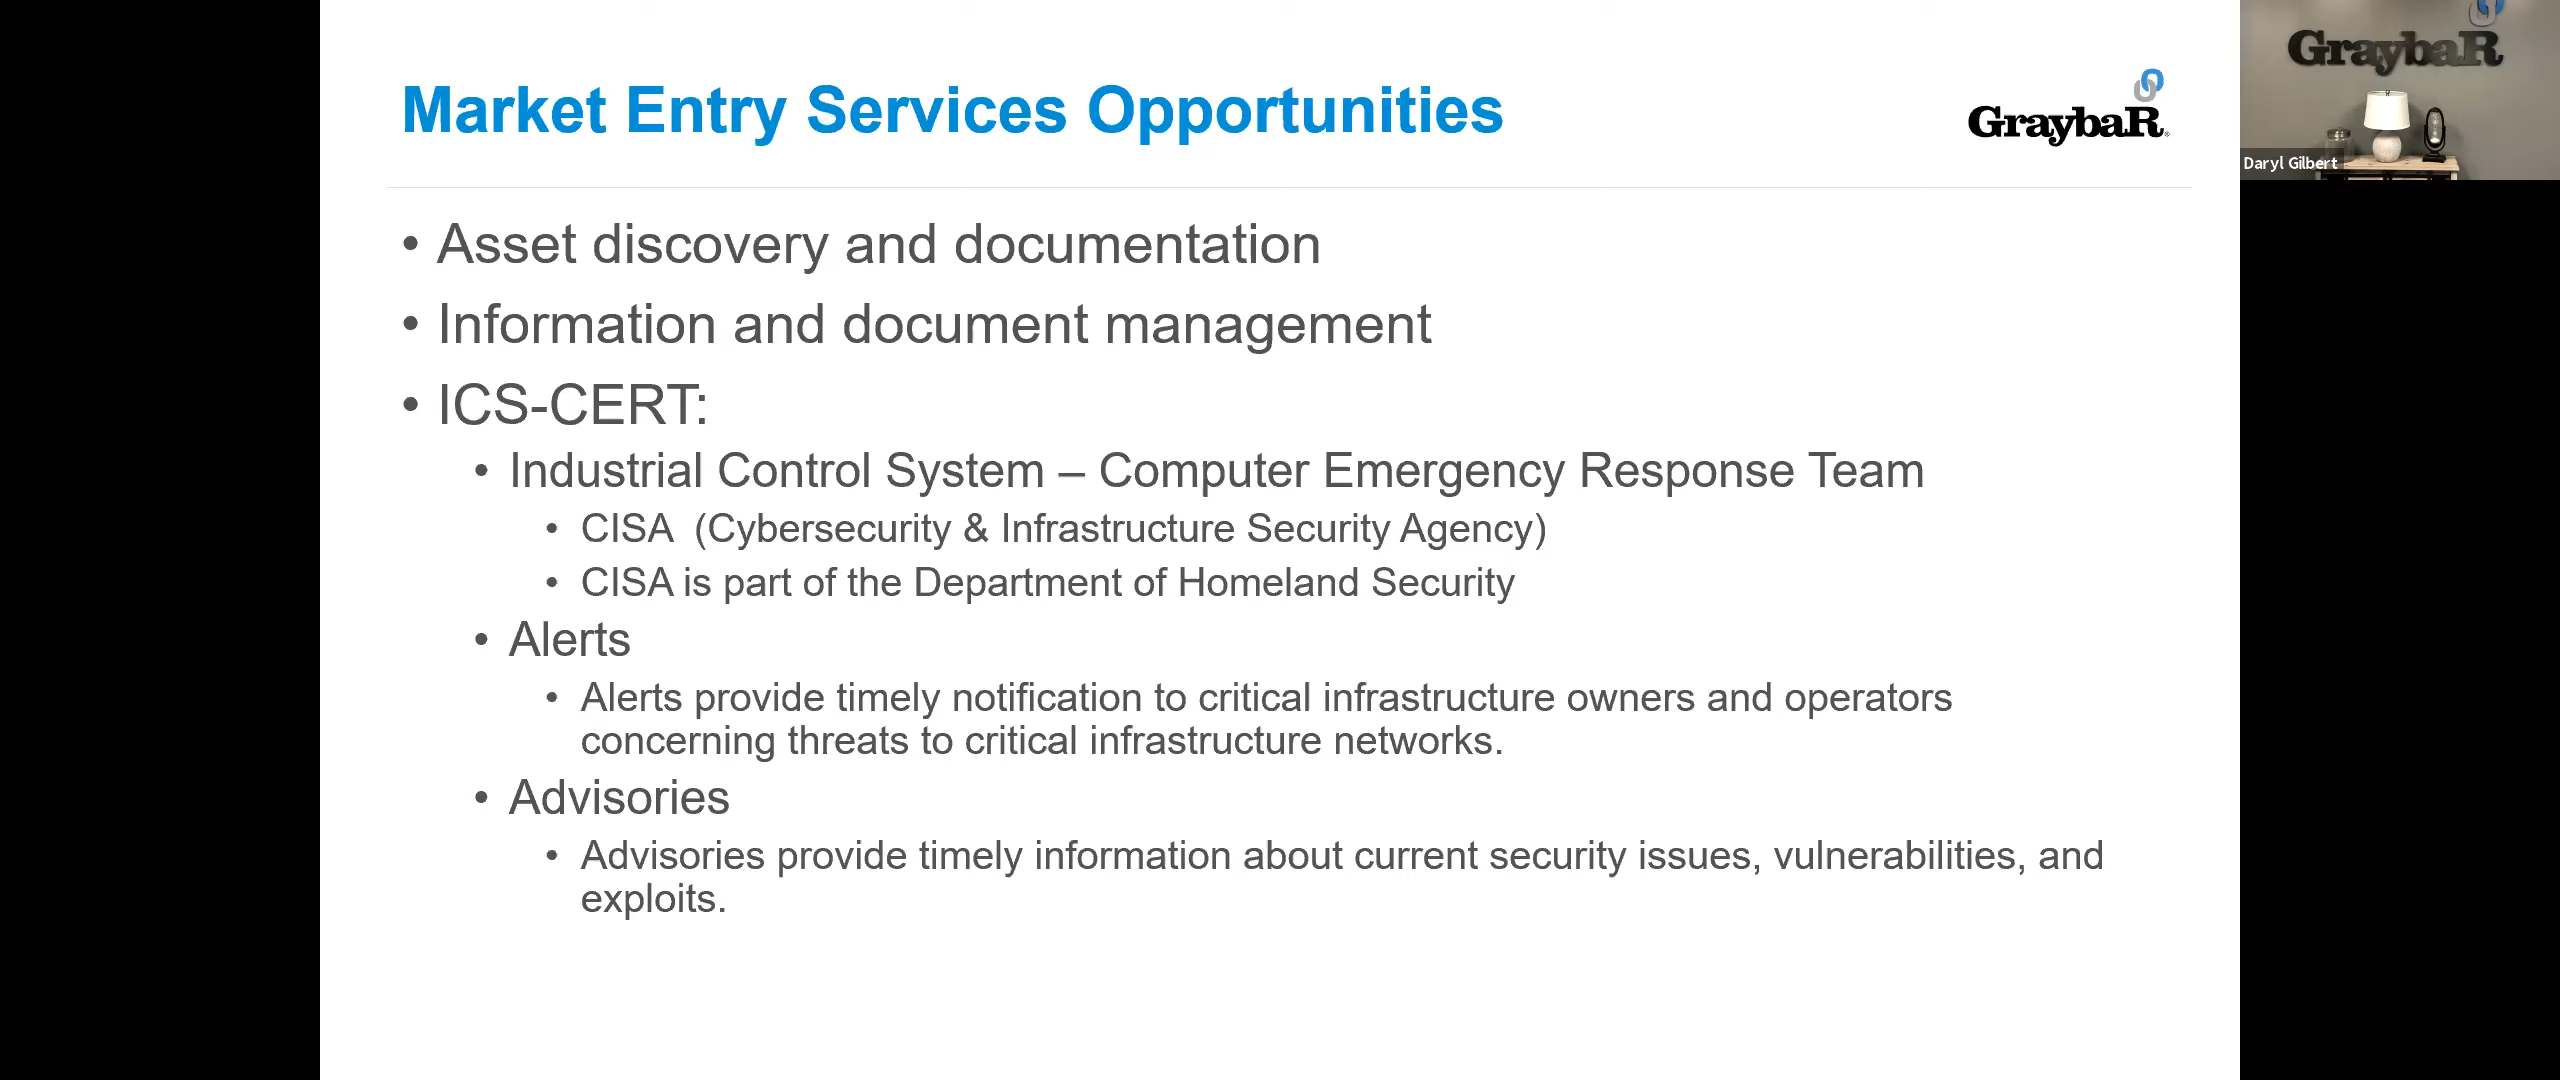 Market Entry Services Opportunities
GraybaR
GraybaR
Daryl Gilbert
• Asset discovery and documentation
• Information and document management
• ICS-CERT:
• Industrial Control System – Computer Emergency Response Team
• CISA (Cybersecurity & Infrastructure Security Agency)
• CISA is part of the Department of Homeland Security
• Alerts
• Alerts provide timely notification to critical infrastructure owners and operators
concerning threats to critical infrastructure networks.
• Advisories
• Advisories provide timely information about current security issues, vulnerabilities, and
exploits.